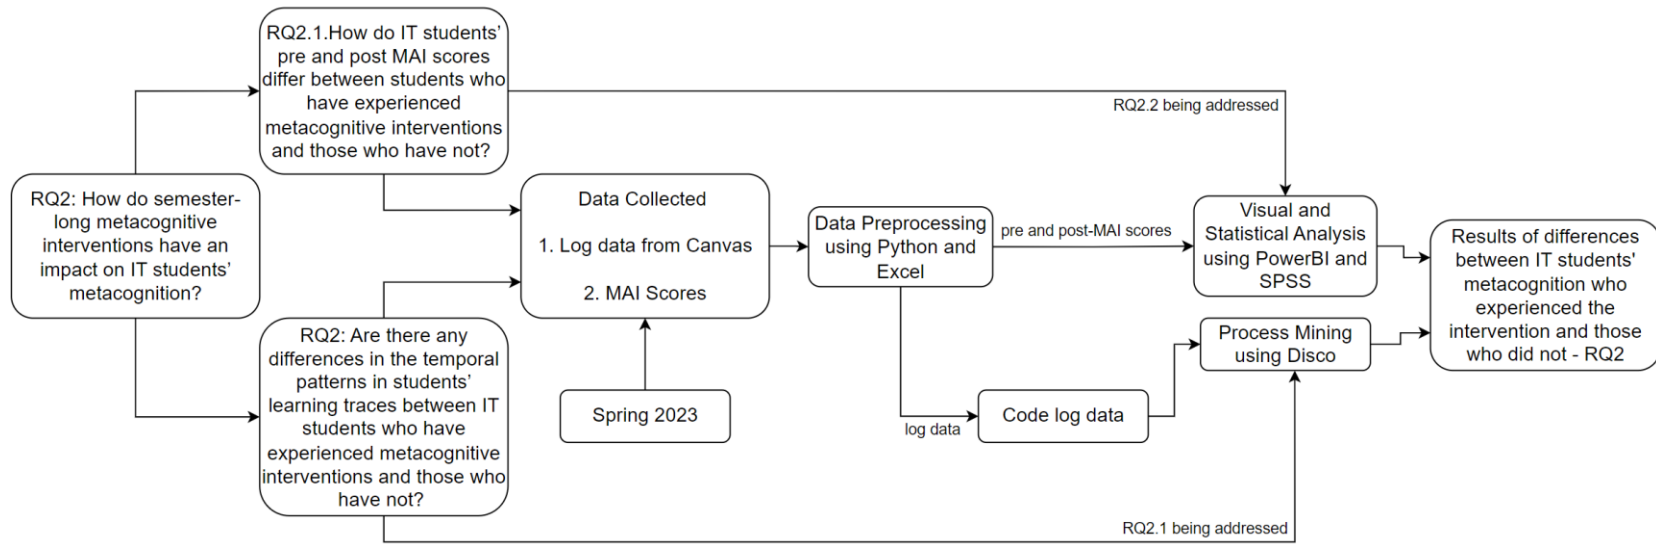 RQ2.1.How do IT students'
pre and post MAI scores
differ between students who
have experienced
metacognitive interventions
and those who have not?
RQ2: How do semester-
long metacognitive
interventions have an
impact on IT students'
metacognition?
RQ2: Are there any
differences in the temporal
patterns in students'
learning traces between IT
students who have
experienced metacognitive
interventions and those who
have not?
Data Collected
1. Log data from Canvas
2. MAI Scores
Spring 2023
Data Preprocessing
using Python and
Excel
pre and post-MAI scores
log data
Code log data
RQ2.2 being addressed
Visual and
Statistical Analysis
using PowerBI and
SPSS
Process Mining
using Disco
RQ2.1 being addressed
Results of differences
between IT students'
metacognition who
experienced the
intervention and those
who did not - RQ2